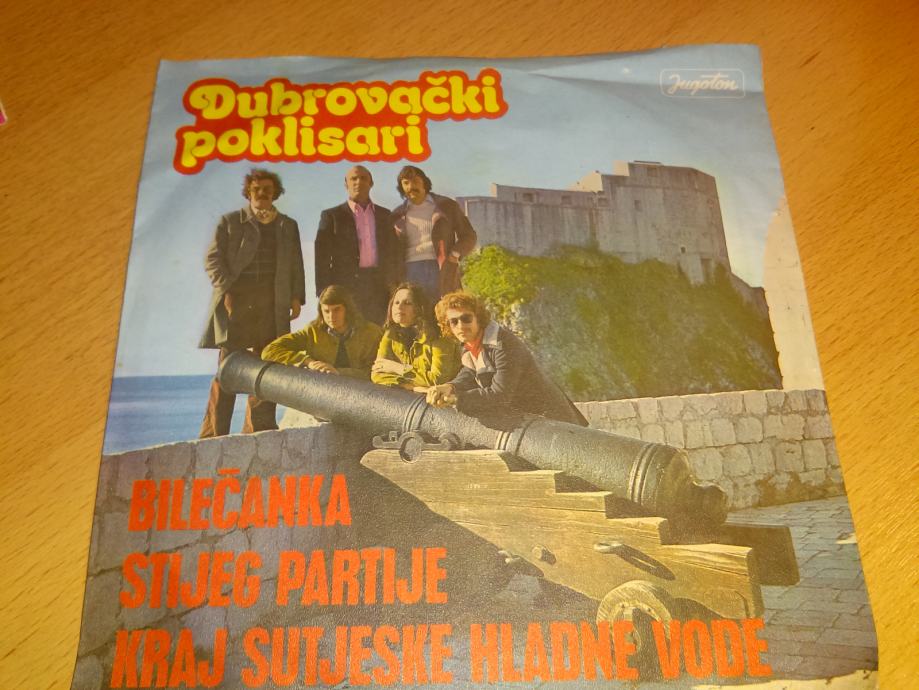 Dubrovački
poklisari
Jugoton
BILEČANKA
STIJEG PARTIJE
KRAJ SUTJESKE HLADNE VODE